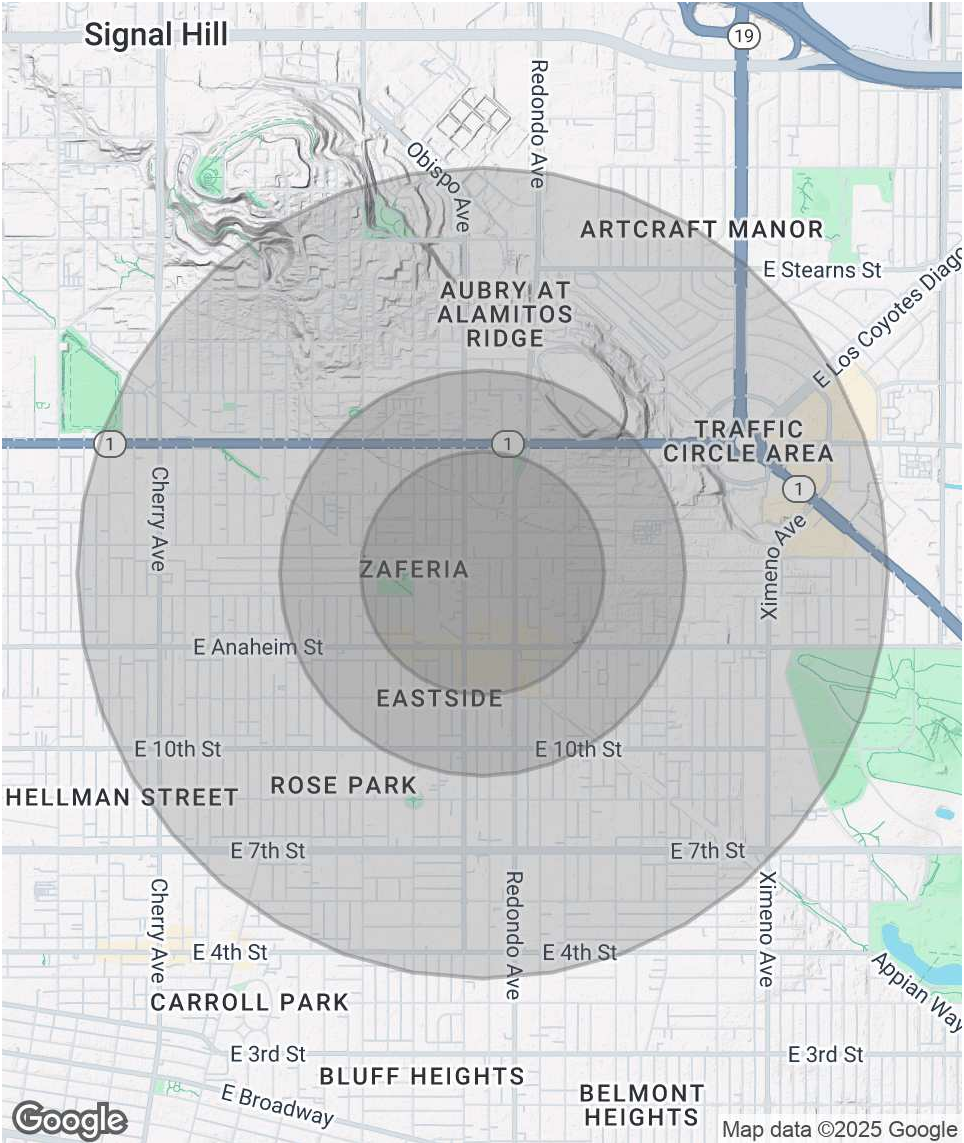 Signal Hill
19
Redondo Ave
Obispo Ave
ARTCRAFT MANOR
E Stearns St
AUBRY AT
ALAMITOS
RIDGE
E Los Coyotes Diago
TRAFFIC
CIRCLE AREA
1
1
1
Cherry Ave
Ximeno Ave
ZAFERIA
E Anaheim St
EASTSIDE
E 10th St
E 10th St
ROSE PARK
HELLMAN STREET
E 7th St
E 7th St
Cherry Ave
Redondo Ave
Ximeno Ave
E 4th St
E 4th St
Appian Way
CARROLL PARK
E 3rd St
E 3rd St
BLUFF HEIGHTS
E Broadway
BELMONT
HEIGHTS
Google
Map data ©2025 Google